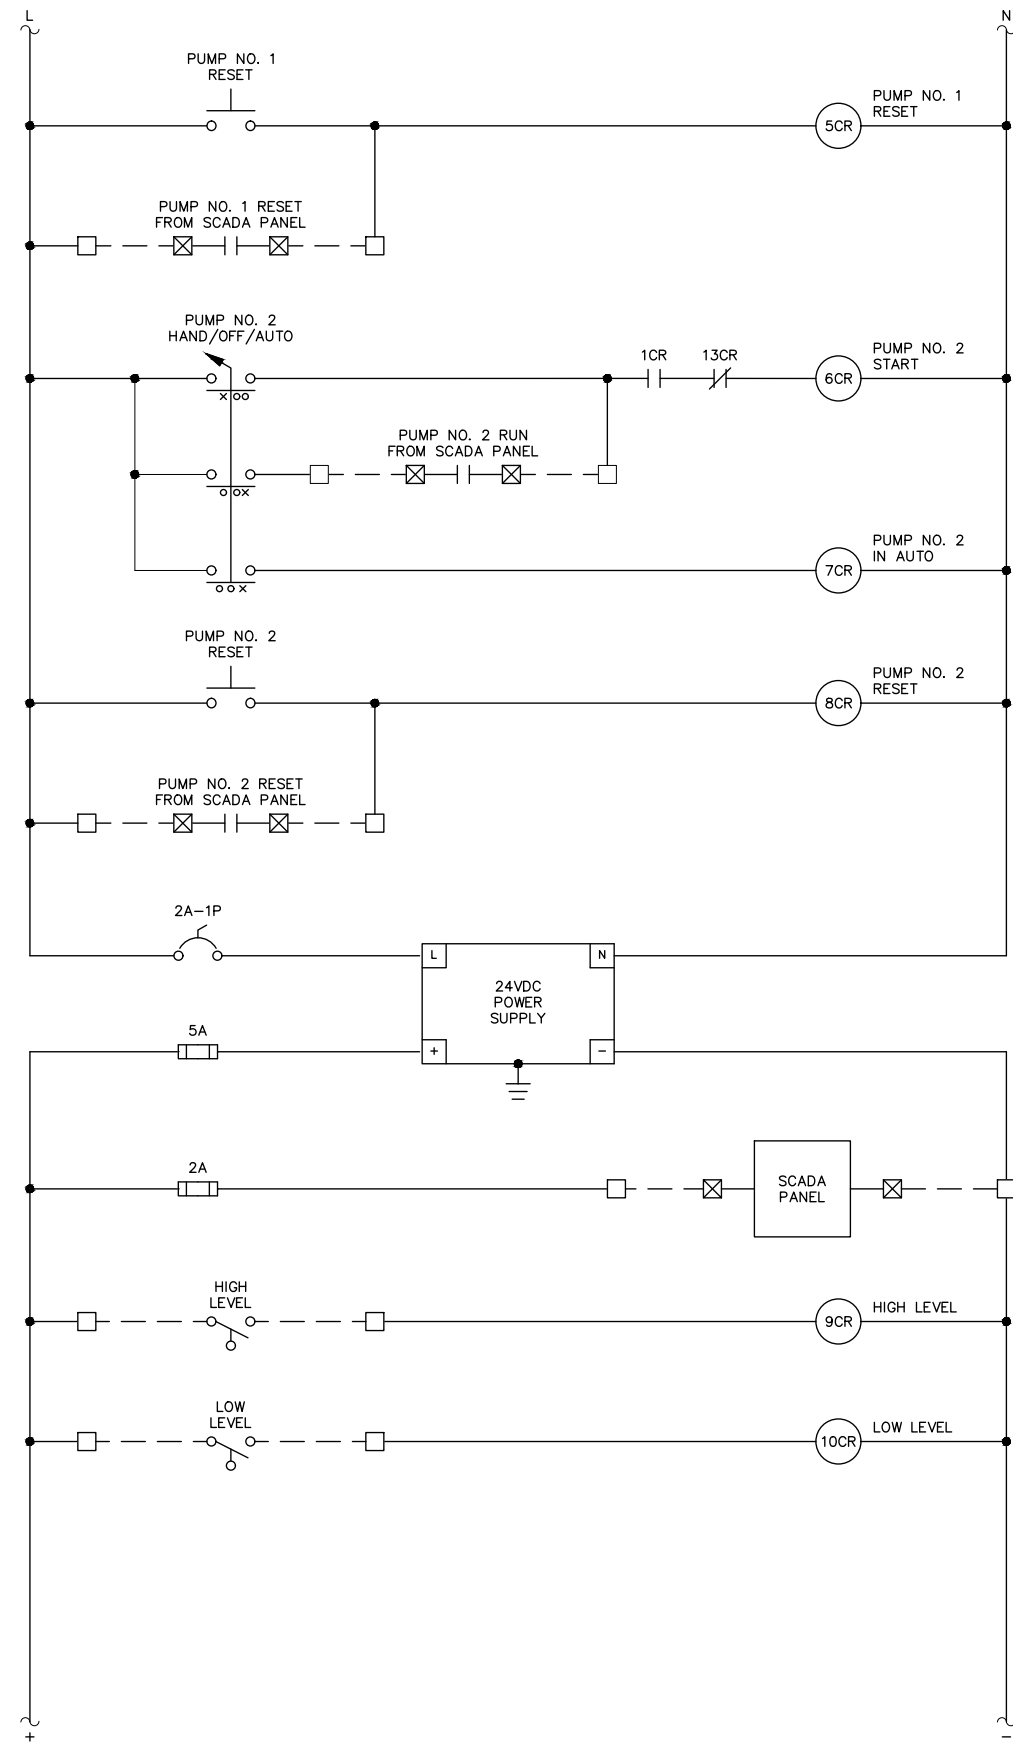 L
N
PUMP NO. 1
RESET
PUMP NO. 1
RESET
5CR
PUMP NO. 1 RESET
FROM SCADA PANEL
PUMP NO. 2
HAND/OFF/AUTO
1CR
13CR
PUMP NO. 2
START
6CR
X OO
PUMP NO. 2 RUN
FROM SCADA PANEL
O OX
PUMP NO. 2
IN AUTO
7CR
O O X
PUMP NO. 2
RESET
PUMP NO. 2
RESET
8CR
PUMP NO. 2 RESET
FROM SCADA PANEL
2A-1P
L
N
24VDC
POWER
SUPPLY
5A
+
-
2A
SCADA
PANEL
HIGH
LEVEL
HIGH LEVEL
9CR
LOW
LEVEL
LOW LEVEL
10CR
+
-